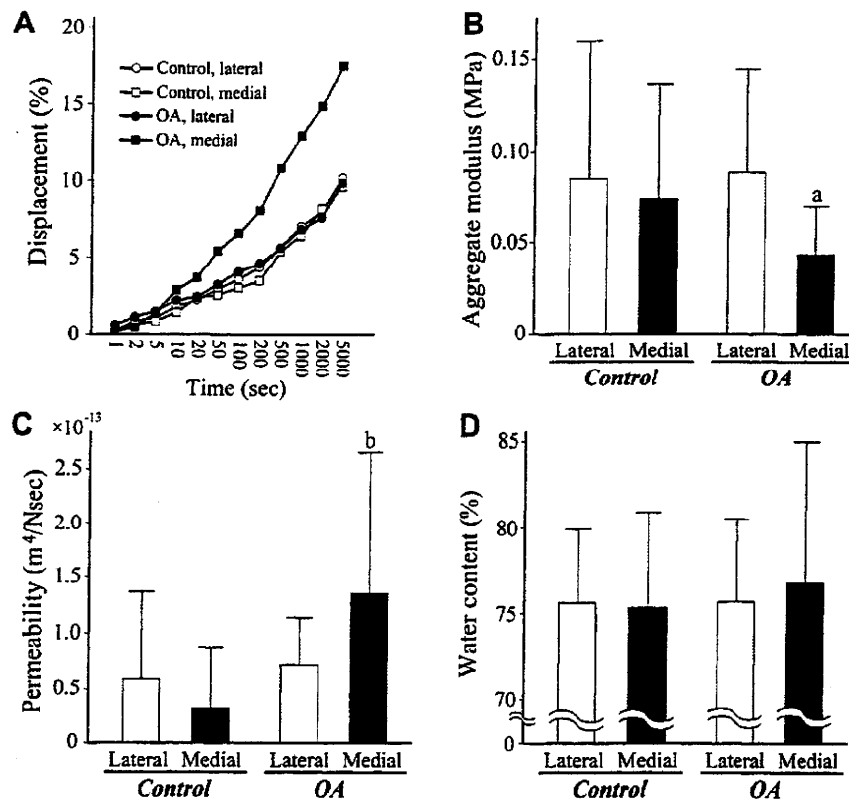 A
20
15
10
5
0
Displacement (%)
Control, lateral
Control, medial
OA, lateral
OA, medial
1 2 5 10 20 50 100 200 500 1000 2000 5000
Time (sec)
B
0.15
0.10
0.05
0
Aggregate modulus (MPa)
a
Lateral Medial Lateral Medial
Control OA
C
×10⁻¹³
2.5
2.0
1.5
1.0
0.5
0
Permeability (m⁴/Nsec)
b
Lateral Medial Lateral Medial
Control OA
D
85
80
75
70
0
Water content (%)
Lateral Medial Lateral Medial
Control OA